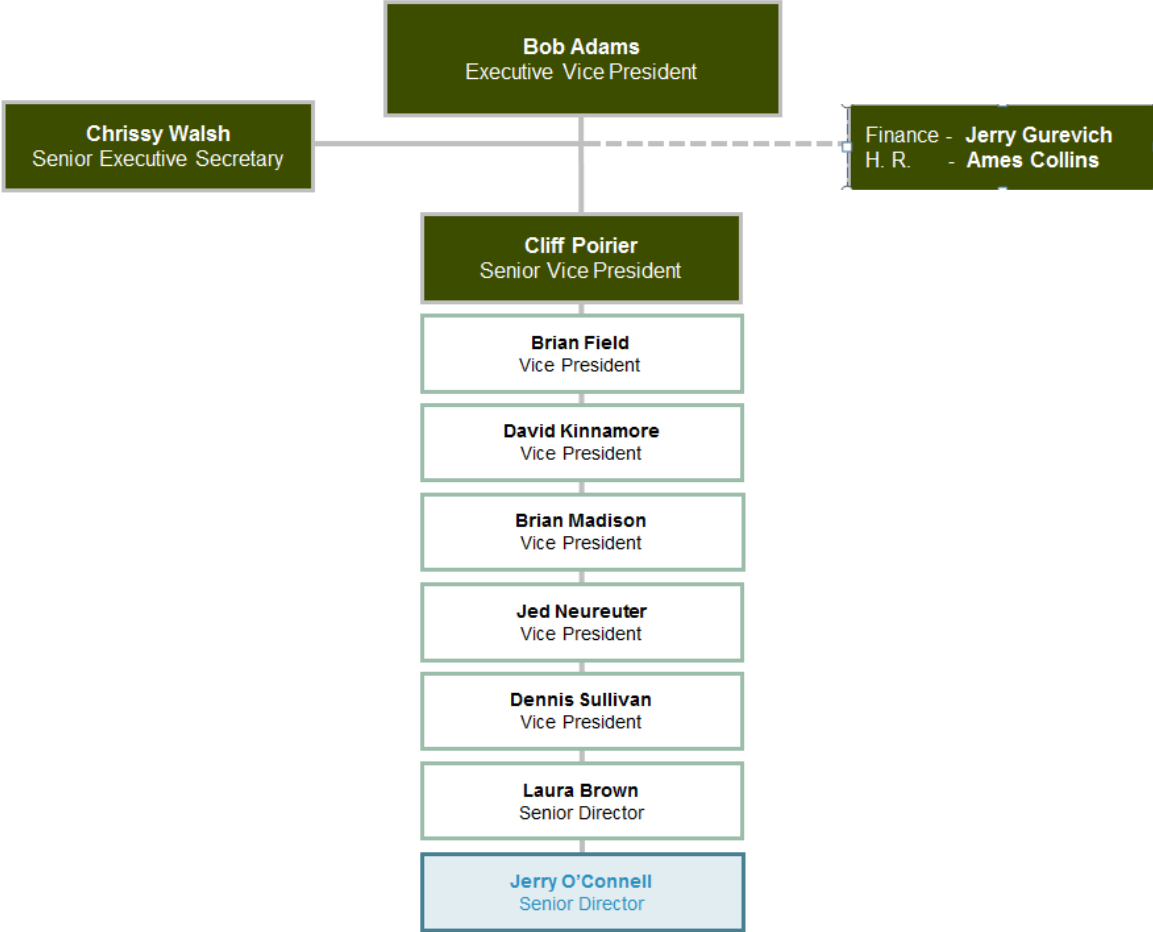 Bob Adams
Executive Vice President
Chrissy Walsh
Senior Executive Secretary
Finance - Jerry Gurevich
H. R. - Ames Collins
Cliff Poirier
Senior Vice President
Brian Field
Vice President
David Kinnamore
Vice President
Brian Madison
Vice President
Jed Neureuter
Vice President
Dennis Sullivan
Vice President
Laura Brown
Senior Director
Jerry O’Connell
Senior Director